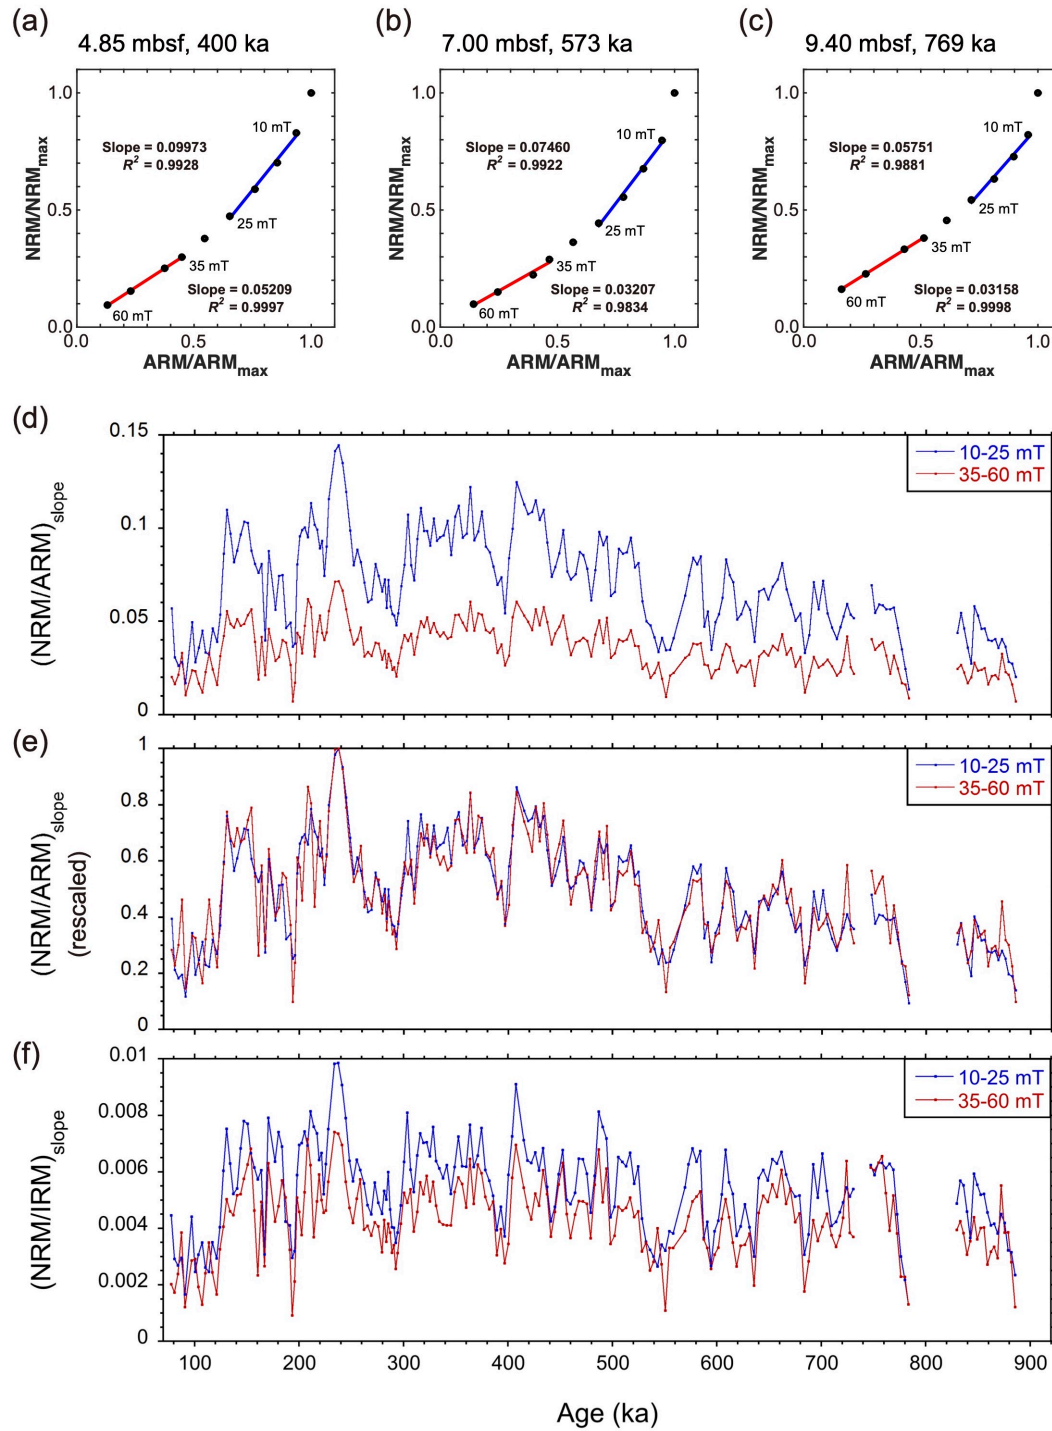 (a)
4.85 mbsf, 400 ka
NRM/NRMmax
1.0
0.5
0.0
10 mT
Slope = 0.09973
R² = 0.9928
25 mT
35 mT
Slope = 0.05209
R² = 0.9997
60 mT
0.0
0.5
1.0
ARM/ARMmax
(b)
7.00 mbsf, 573 ka
NRM/NRMmax
1.0
0.5
0.0
10 mT
Slope = 0.07460
R² = 0.9922
25 mT
35 mT
Slope = 0.03207
R² = 0.9834
60 mT
0.0
0.5
1.0
ARM/ARMmax
(c)
9.40 mbsf, 769 ka
NRM/NRMmax
1.0
0.5
0.0
10 mT
Slope = 0.05751
R² = 0.9881
25 mT
35 mT
Slope = 0.03158
R² = 0.9998
60 mT
0.0
0.5
1.0
ARM/ARMmax
(d)
(NRM/ARM)slope
0.15
0.1
0.05
0
10-25 mT
35-60 mT
(e)
(NRM/ARM)slope
(rescaled)
1
0.8
0.6
0.4
0.2
0
10-25 mT
35-60 mT
(f)
(NRM/IRM)slope
0.01
0.008
0.006
0.004
0.002
0
10-25 mT
35-60 mT
100 200 300 400 500 600 700 800 900
Age (ka)